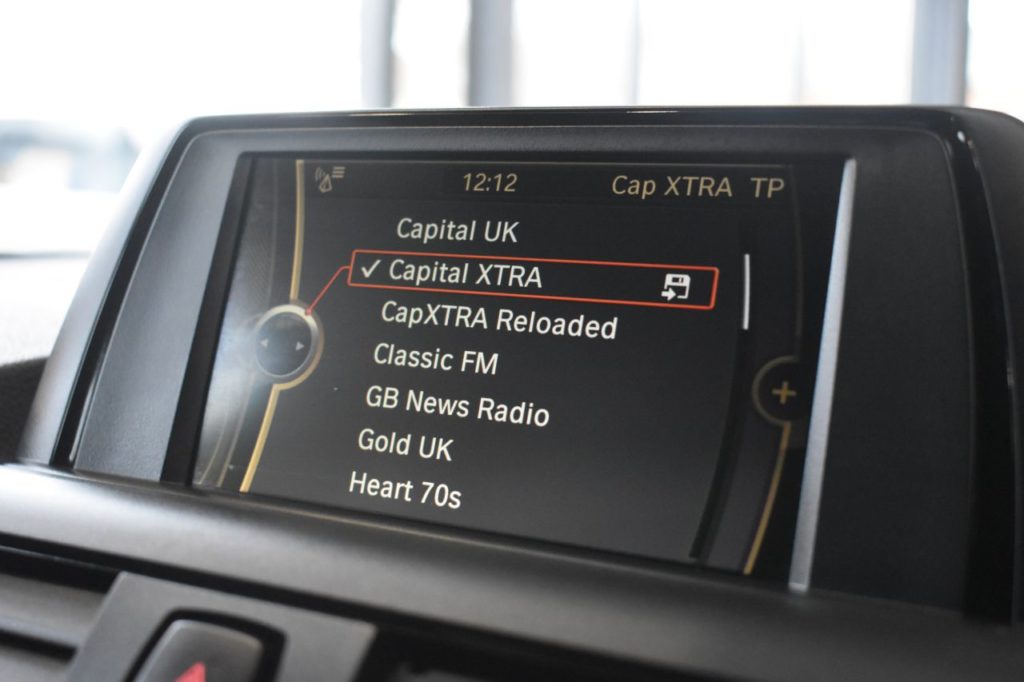 12:12 Cap XTRA TP
Capital UK
Capital XTRA
CapXTRA Reloaded
Classic FM
GB News Radio
Gold UK
Heart 70s